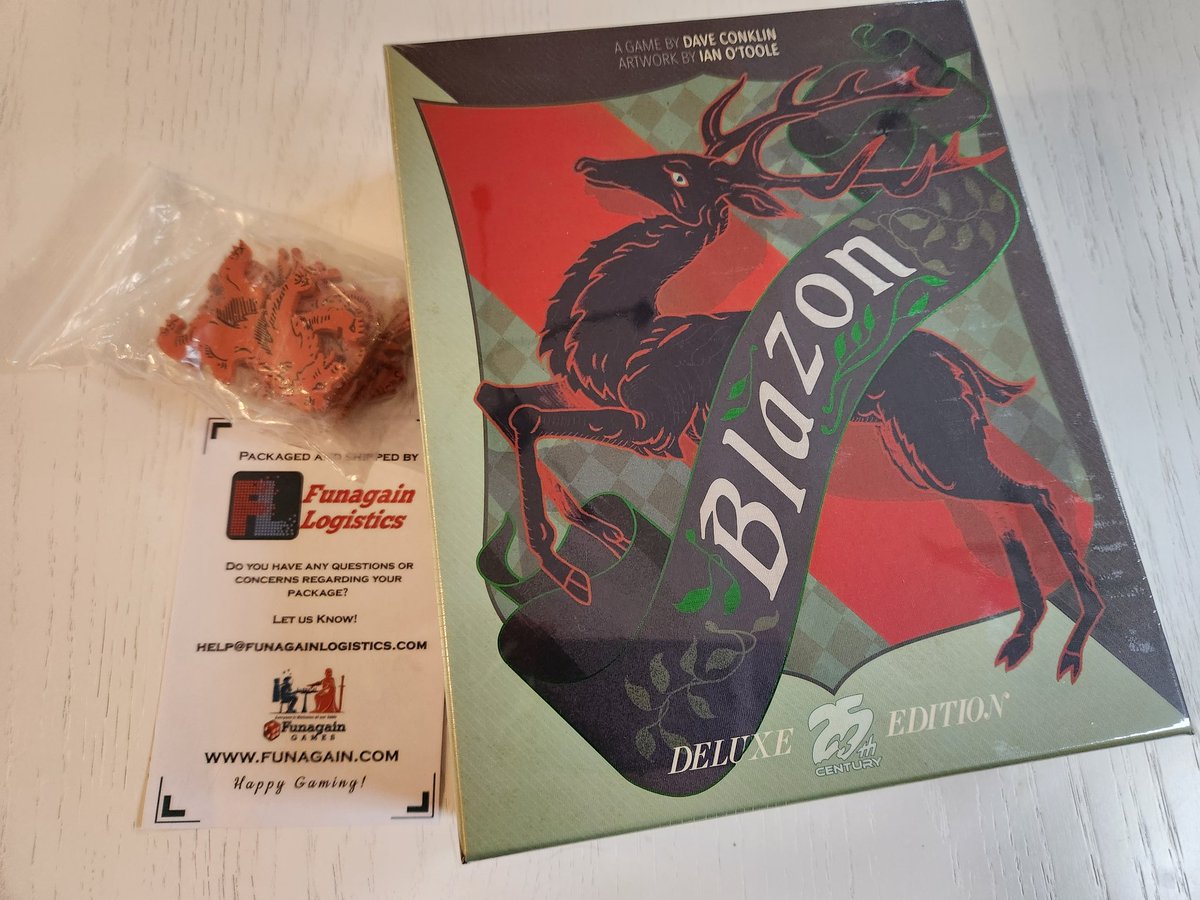 A GAME BY DAVE CONKLIN
ARTWORK BY IAN O'TOOLE
Blazon
DELUXE 25th CENTURY EDITION
PACKAGED AND SHIPPED BY
FL
Funagain
Logistics
DO YOU HAVE ANY QUESTIONS OR
CONCERNS REGARDING YOUR
PACKAGE?
LET US KNOW!
HELP@FUNAGAINLOGISTICS.COM
Funagain
GAMES
WWW.FUNAGAIN.COM
Happy Gaming!